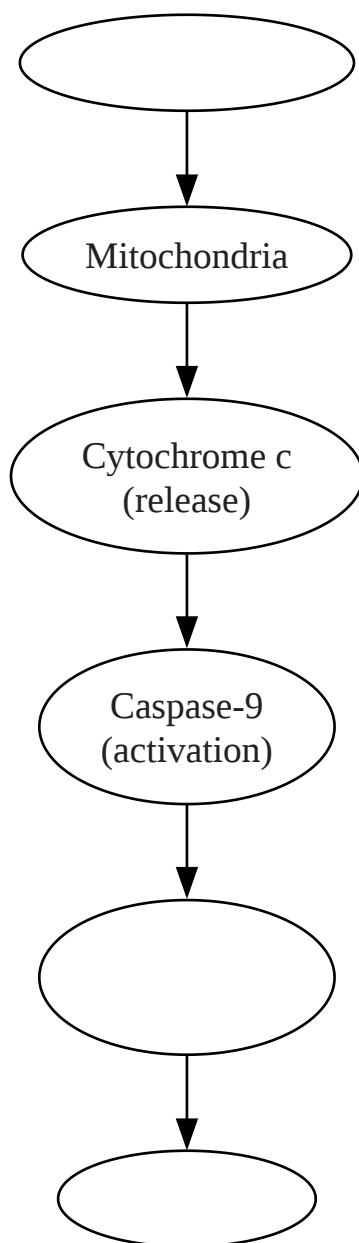 Mitochondria
Cytochrome c
(release)
Caspase-9
(activation)